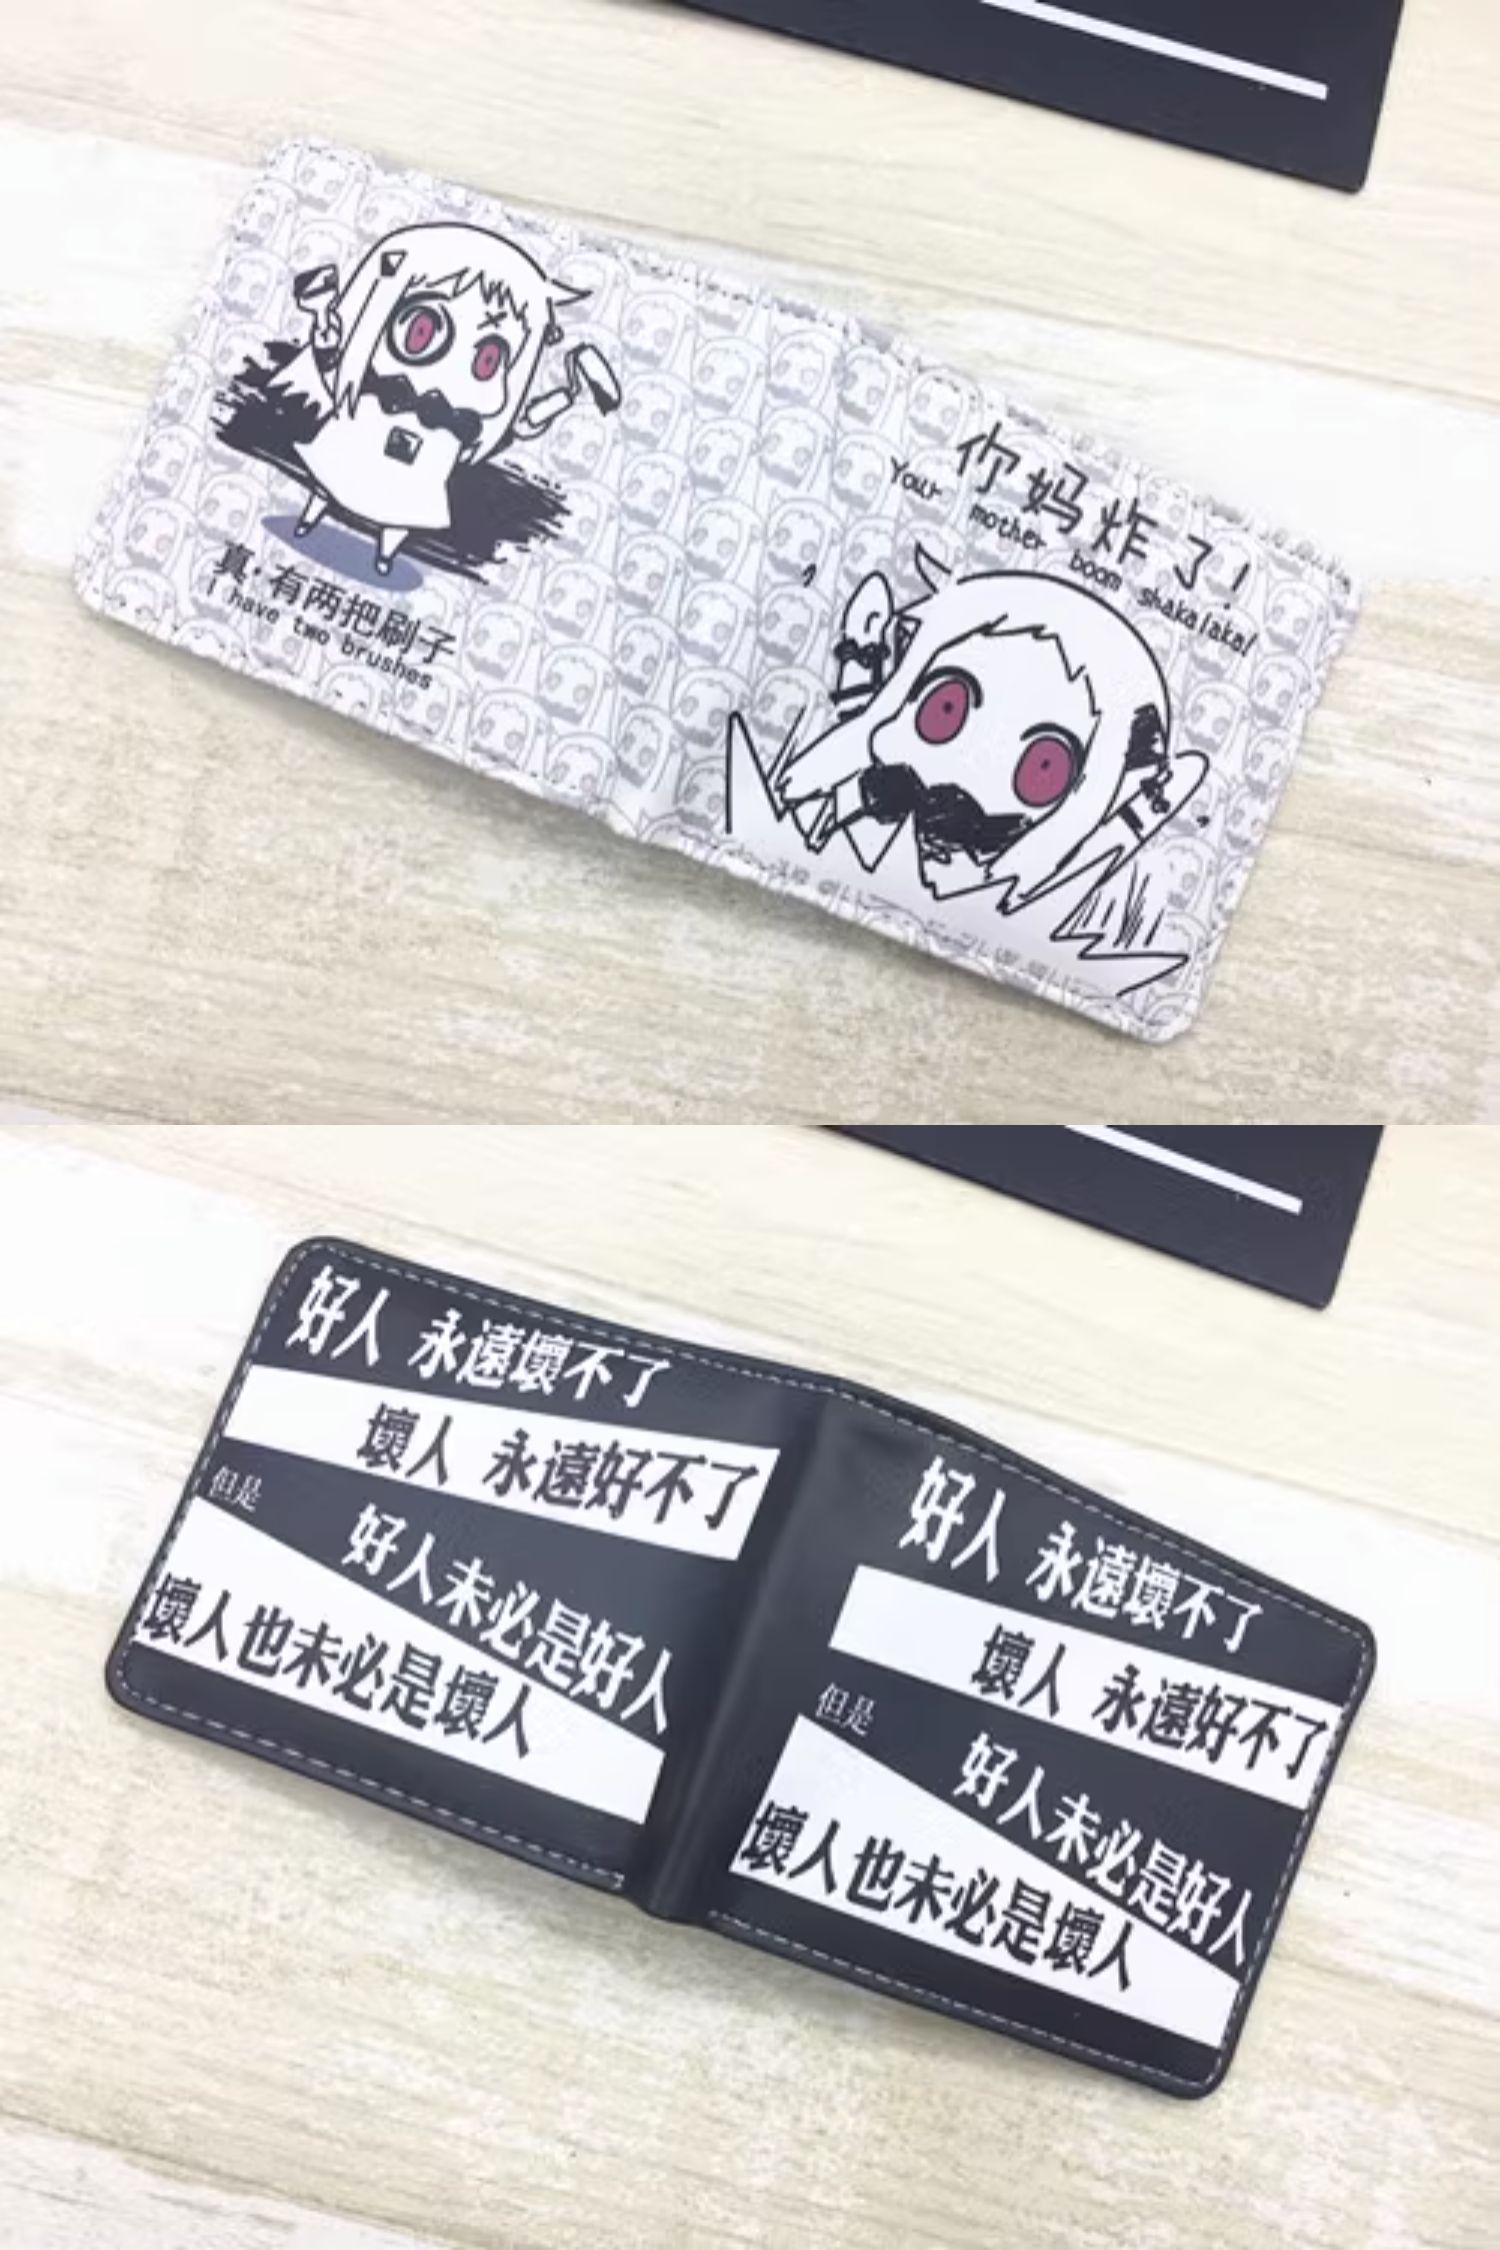 真·有两把刷子
I have two brushes
你妈炸了!
Your mother boom shakalaka!
好人 永遠壞不了
壞人 永遠好不了
但是
好人未必是好人
壞人也未必是壞人
好人 永遠壞不了
壞人 永遠好不了
但是
好人未必是好人
壞人也未必是壞人